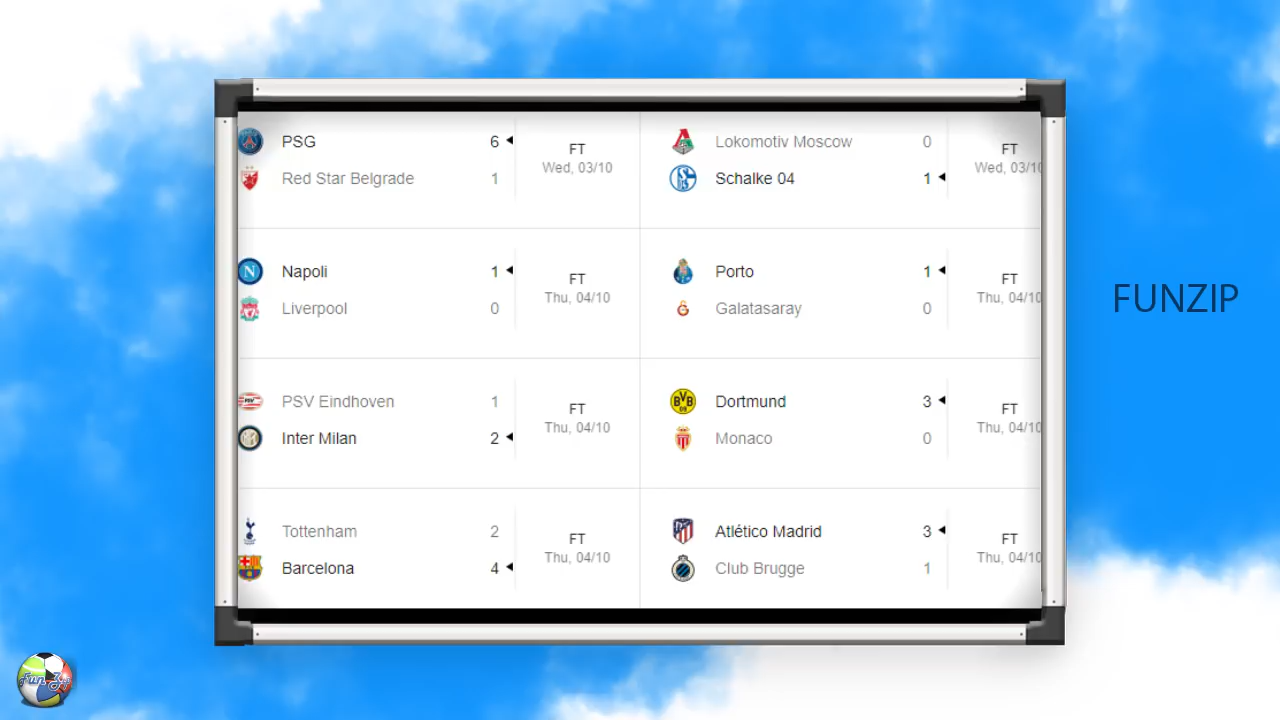 PSG 6
Red Star Belgrade 1
FT
Wed, 03/10
Lokomotiv Moscow 0
Schalke 04 1
FT
Wed, 03/10
Napoli 1
Liverpool 0
FT
Thu, 04/10
Porto 1
Galatasaray 0
FT
Thu, 04/10
FUNZIP
PSV Eindhoven 1
Inter Milan 2
FT
Thu, 04/10
Dortmund 3
Monaco 0
FT
Thu, 04/10
Tottenham 2
Barcelona 4
FT
Thu, 04/10
Atlético Madrid 3
Club Brugge 1
FT
Thu, 04/10
Fun Zip